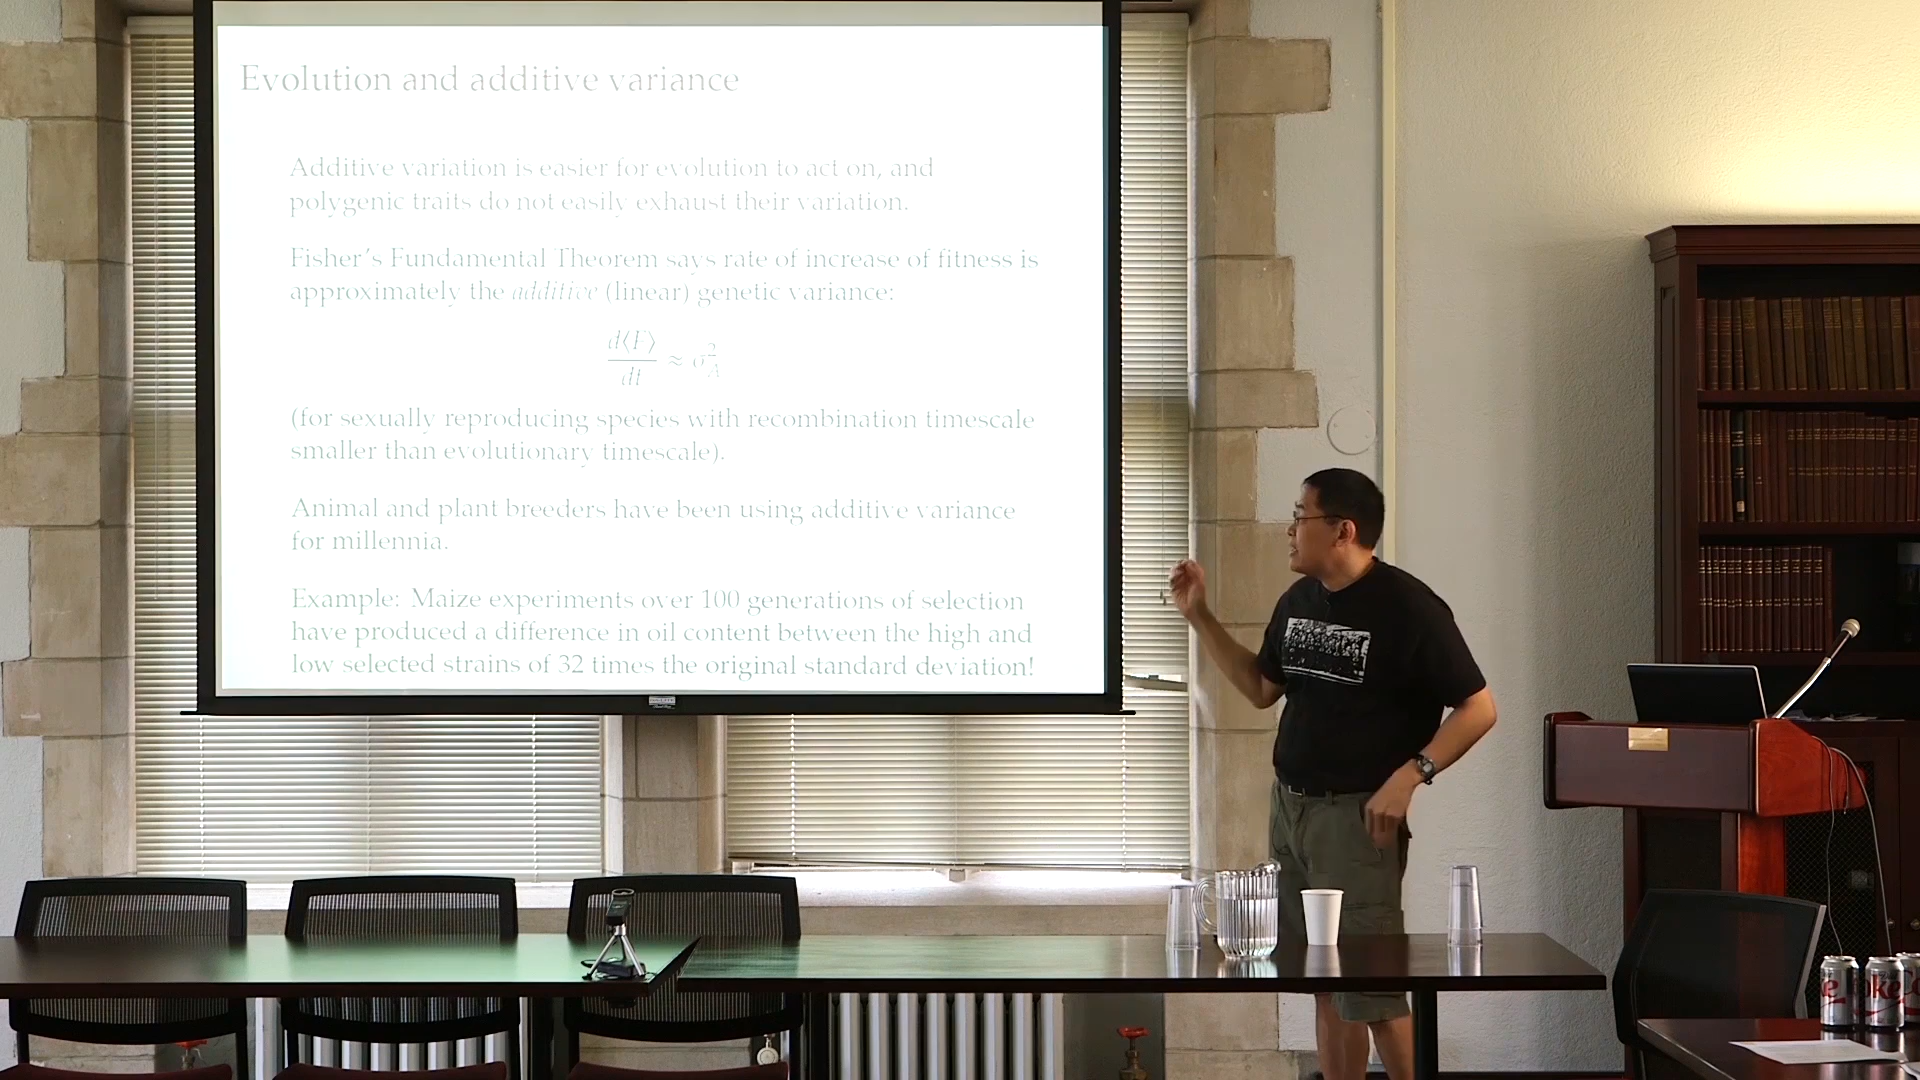 Evolution and additive variance
Additive variation is easier for evolution to act on, and
polygenic traits do not easily exhaust their variation.
Fisher's Fundamental Theorem says rate of increase of fitness is
approximately the additive (linear) genetic variance:
d⟨F⟩/dt ≈ σ²_A
(for sexually reproducing species with recombination timescale
smaller than evolutionary timescale).
Animal and plant breeders have been using additive variance
for millennia.
Example: Maize experiments over 100 generations of selection
have produced a difference in oil content between the high and
low selected strains of 32 times the original standard deviation!
oke